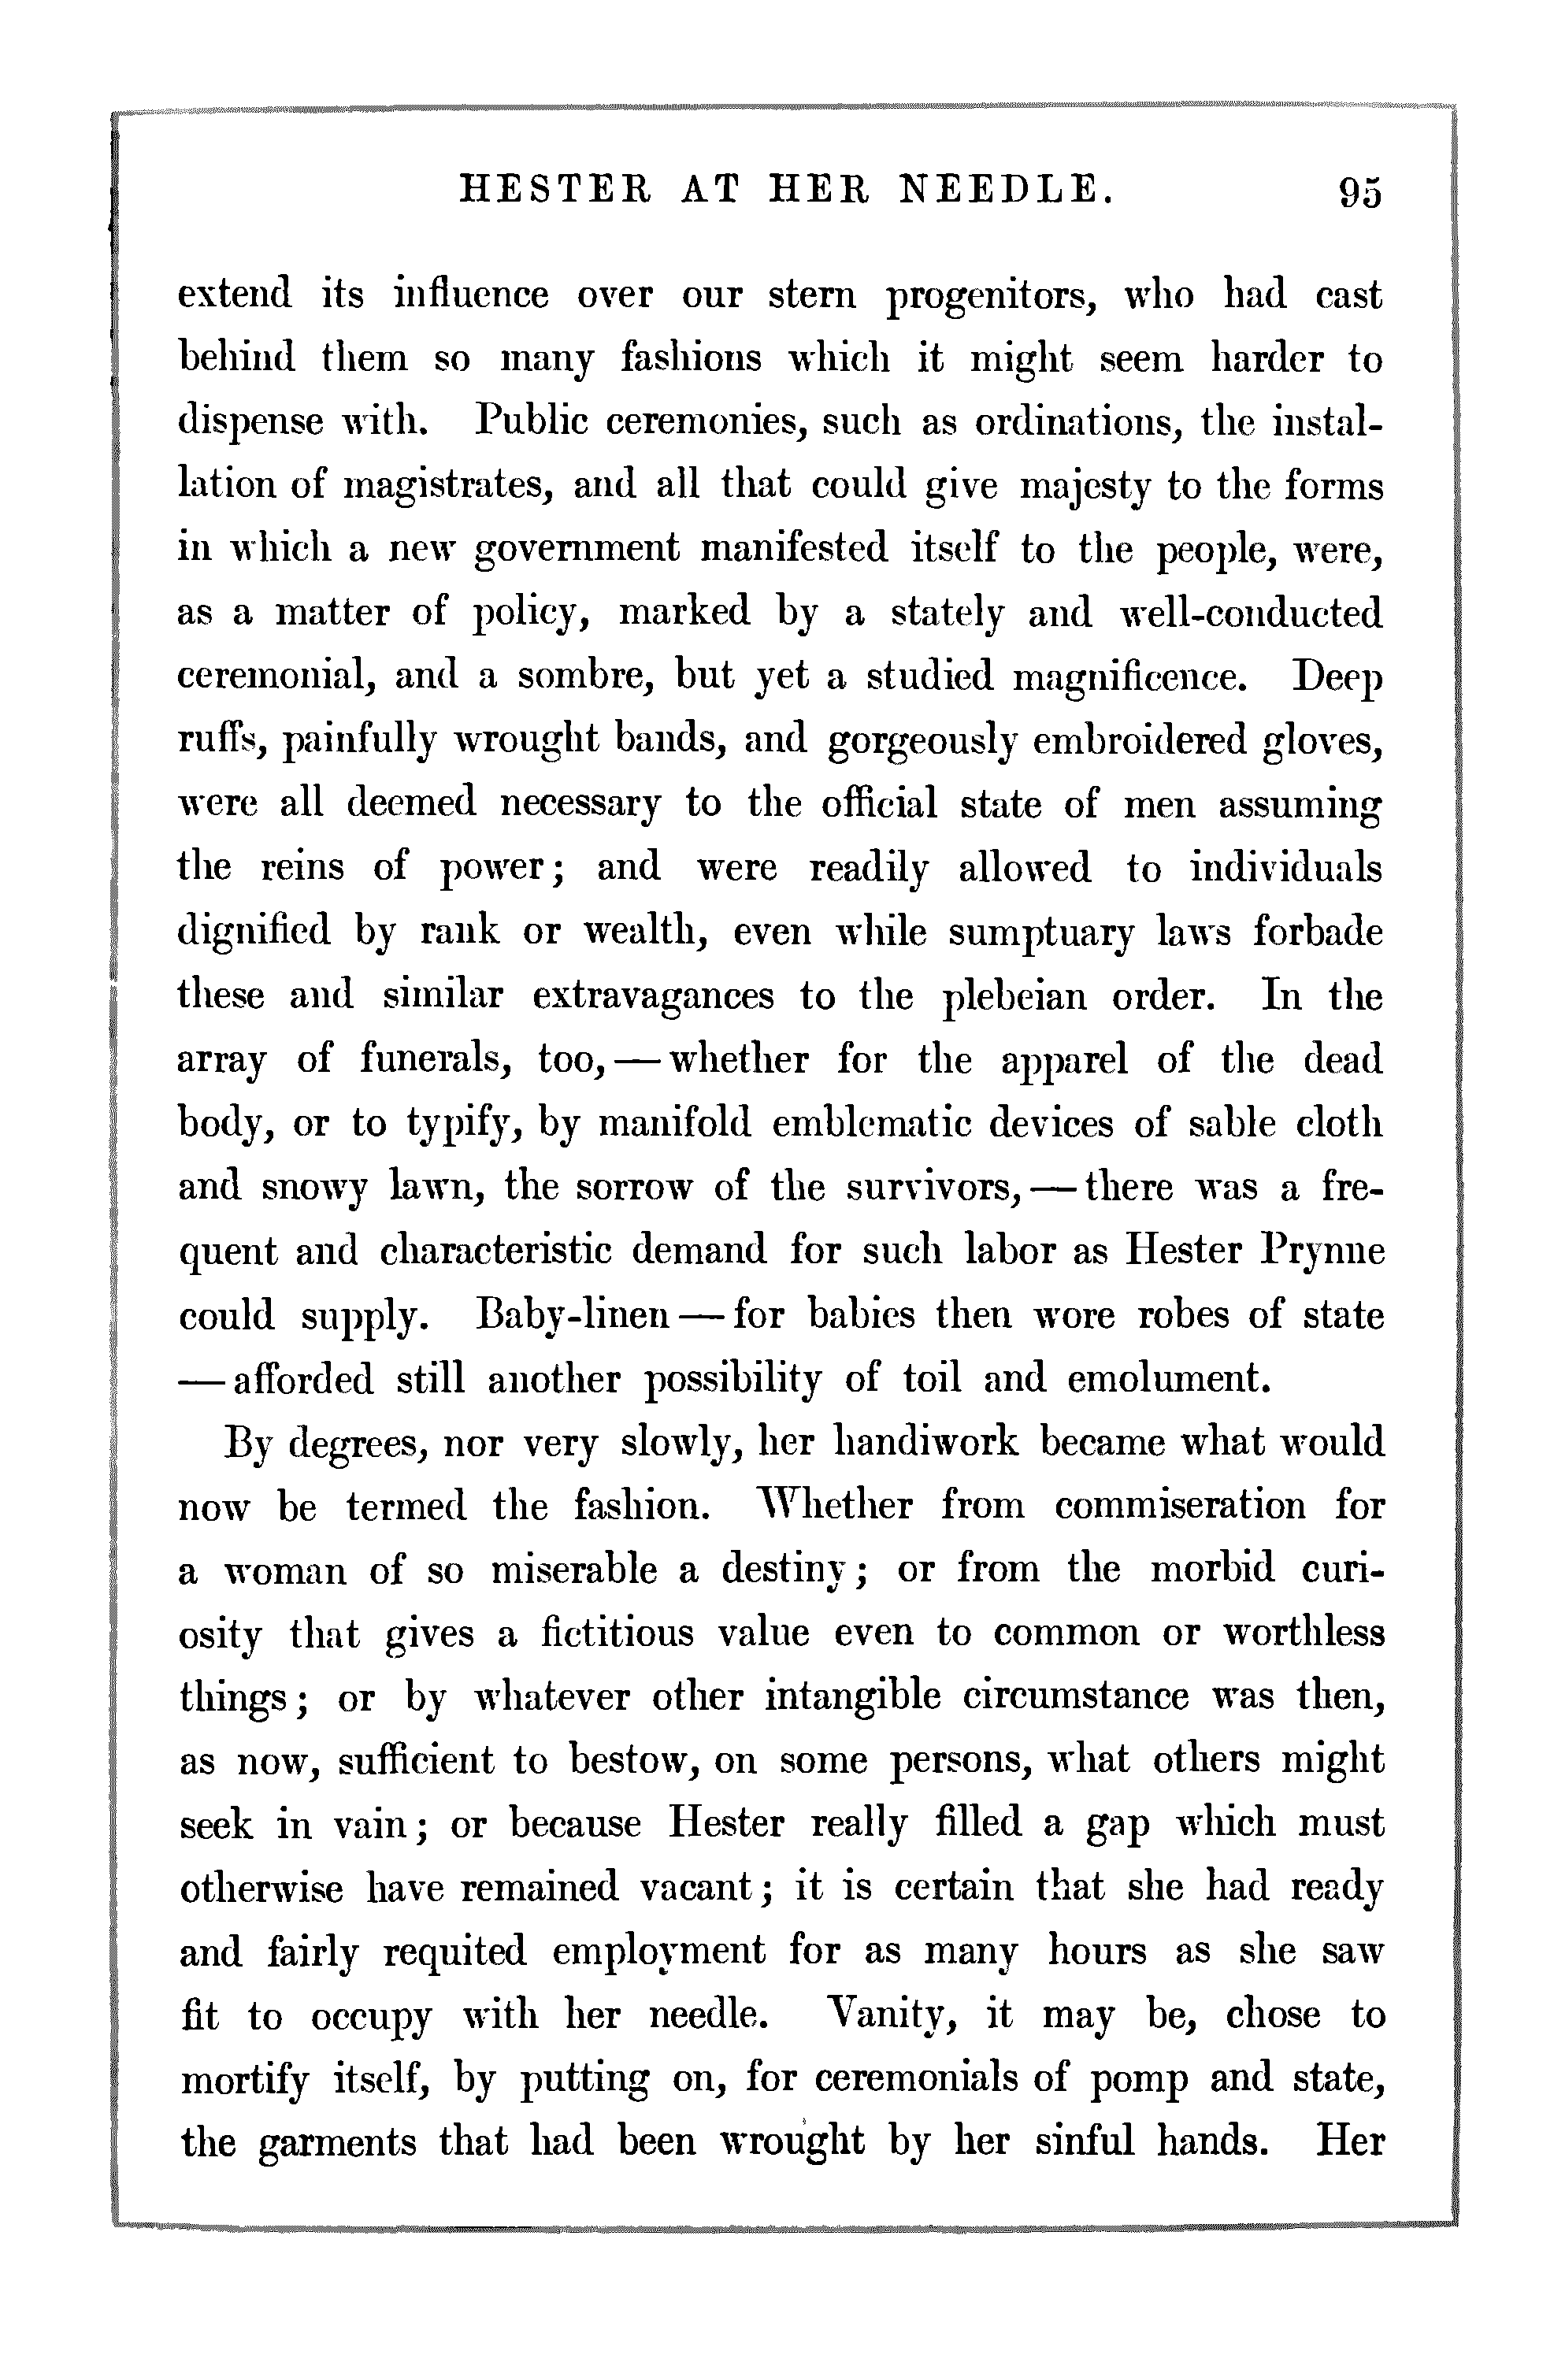 HESTER AT HER NEEDLE. 95
extend its influence over our stern progenitors, who had cast
behind them so many fashions which it might seem harder to
dispense with. Public ceremonies, such as ordinations, the instal-
lation of magistrates, and all that could give majesty to the forms
in which a new government manifested itself to the people, were,
as a matter of policy, marked by a stately and well-conducted
ceremonial, and a sombre, but yet a studied magnificence. Deep
ruffs, painfully wrought bands, and gorgeously embroidered gloves,
were all deemed necessary to the official state of men assuming
the reins of power; and were readily allowed to individuals
dignified by rank or wealth, even while sumptuary laws forbade
these and similar extravagances to the plebeian order. In the
array of funerals, too, — whether for the apparel of the dead
body, or to typify, by manifold emblematic devices of sable cloth
and snowy lawn, the sorrow of the survivors, — there was a fre-
quent and characteristic demand for such labor as Hester Prynne
could supply. Baby-linen — for babies then wore robes of state
— afforded still another possibility of toil and emolument.
By degrees, nor very slowly, her handiwork became what would
now be termed the fashion. Whether from commiseration for
a woman of so miserable a destiny; or from the morbid curi-
osity that gives a fictitious value even to common or worthless
things; or by whatever other intangible circumstance was then,
as now, sufficient to bestow, on some persons, what others might
seek in vain; or because Hester really filled a gap which must
otherwise have remained vacant; it is certain that she had ready
and fairly requited employment for as many hours as she saw
fit to occupy with her needle. Vanity, it may be, chose to
mortify itself, by putting on, for ceremonials of pomp and state,
the garments that had been wrought by her sinful hands. Her